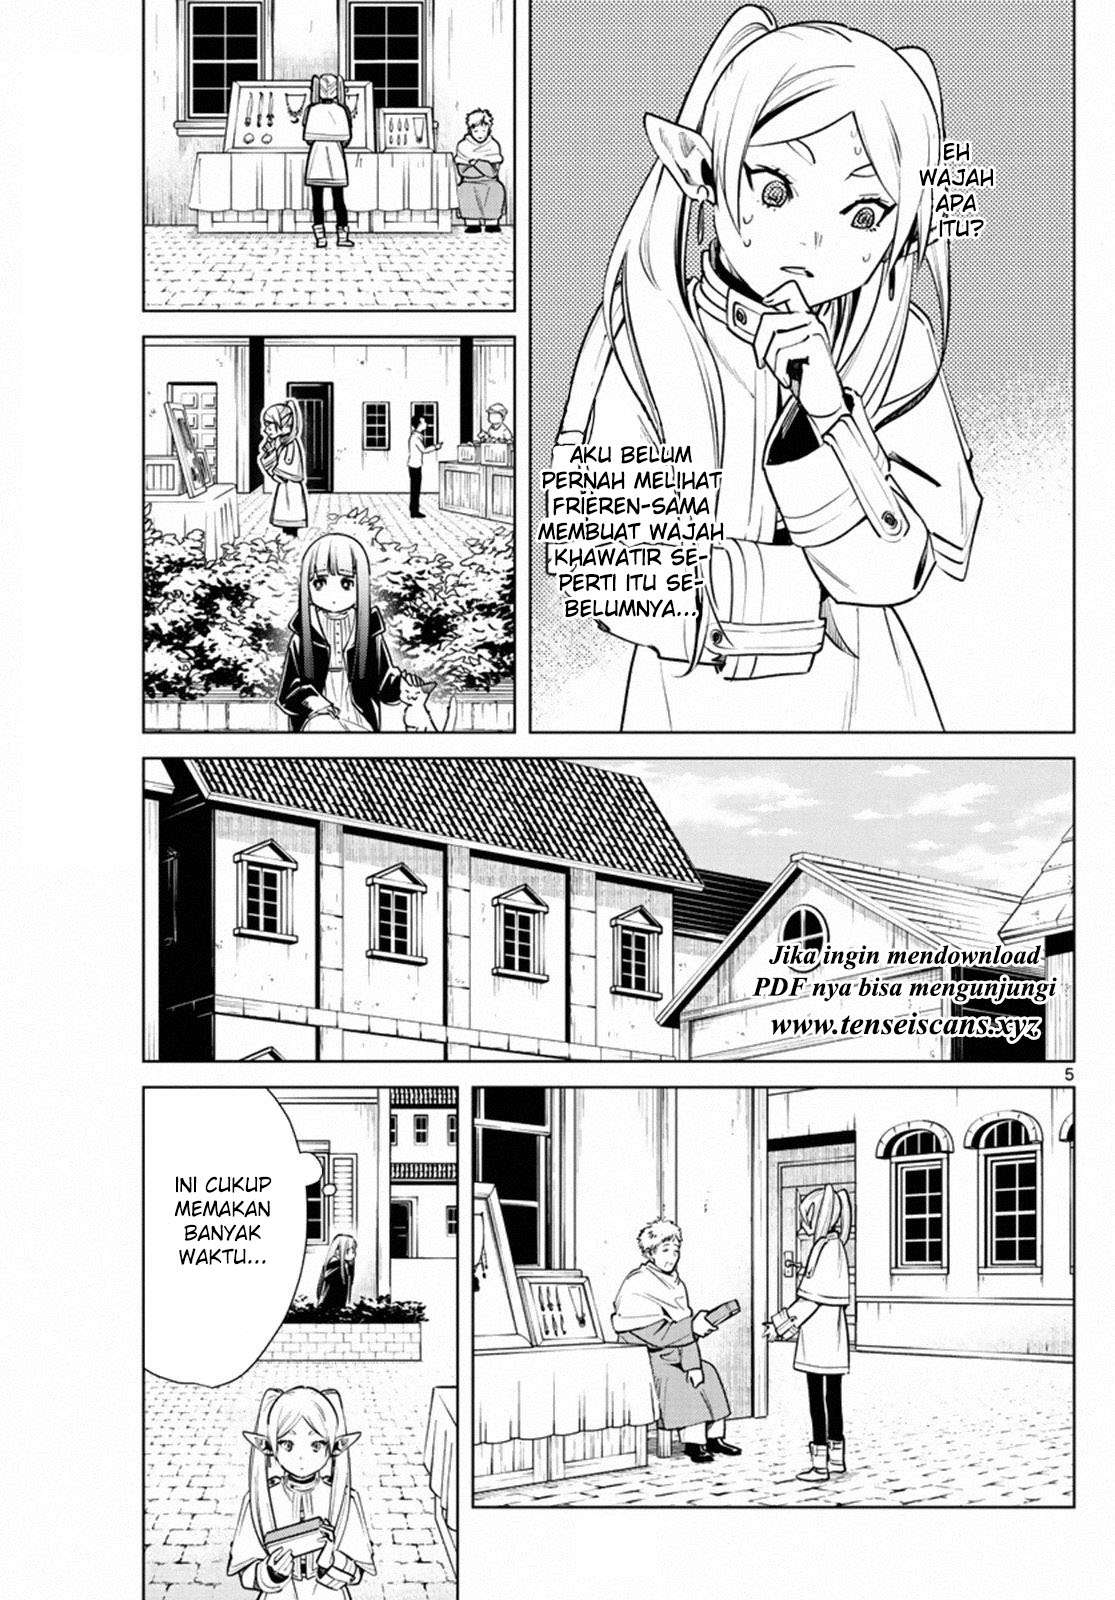 EH
WAJAH
APA
ITU?
AKU BELUM
PERNAH MELIHAT
FRIEREN-SAMA
MEMBUAT WAJAH
KHAWATIR SE-
PERTI ITU SE-
BELUMNYA...
Jika ingin mendownload
PDF nya bisa mengunjungi
www.tenseiscans.xyz
5
INI CUKUP
MEMAKAN
BANYAK
WAKTU...